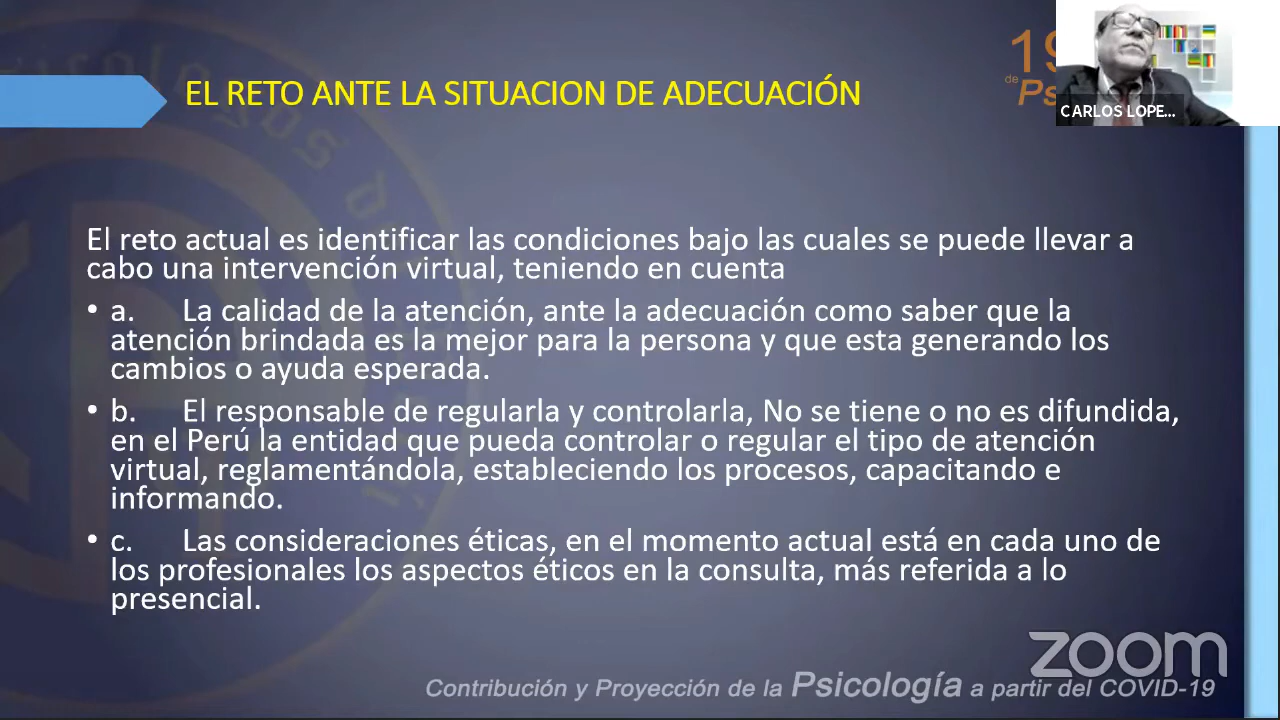 EL RETO ANTE LA SITUACION DE ADECUACIÓN
19
de
Ps
CARLOS LOPE...
El reto actual es identificar las condiciones bajo las cuales se puede llevar a
cabo una intervención virtual, teniendo en cuenta
• a. La calidad de la atención, ante la adecuación como saber que la
atención brindada es la mejor para la persona y que esta generando los
cambios o ayuda esperada.
• b. El responsable de regularla y controlarla, No se tiene o no es difundida,
en el Perú la entidad que pueda controlar o regular el tipo de atención
virtual, reglamentándola, estableciendo los procesos, capacitando e
informando.
• c. Las consideraciones éticas, en el momento actual está en cada uno de
los profesionales los aspectos éticos en la consulta, más referida a lo
presencial.
zoom
Contribución y Proyección de la Psicología a partir del COVID-19